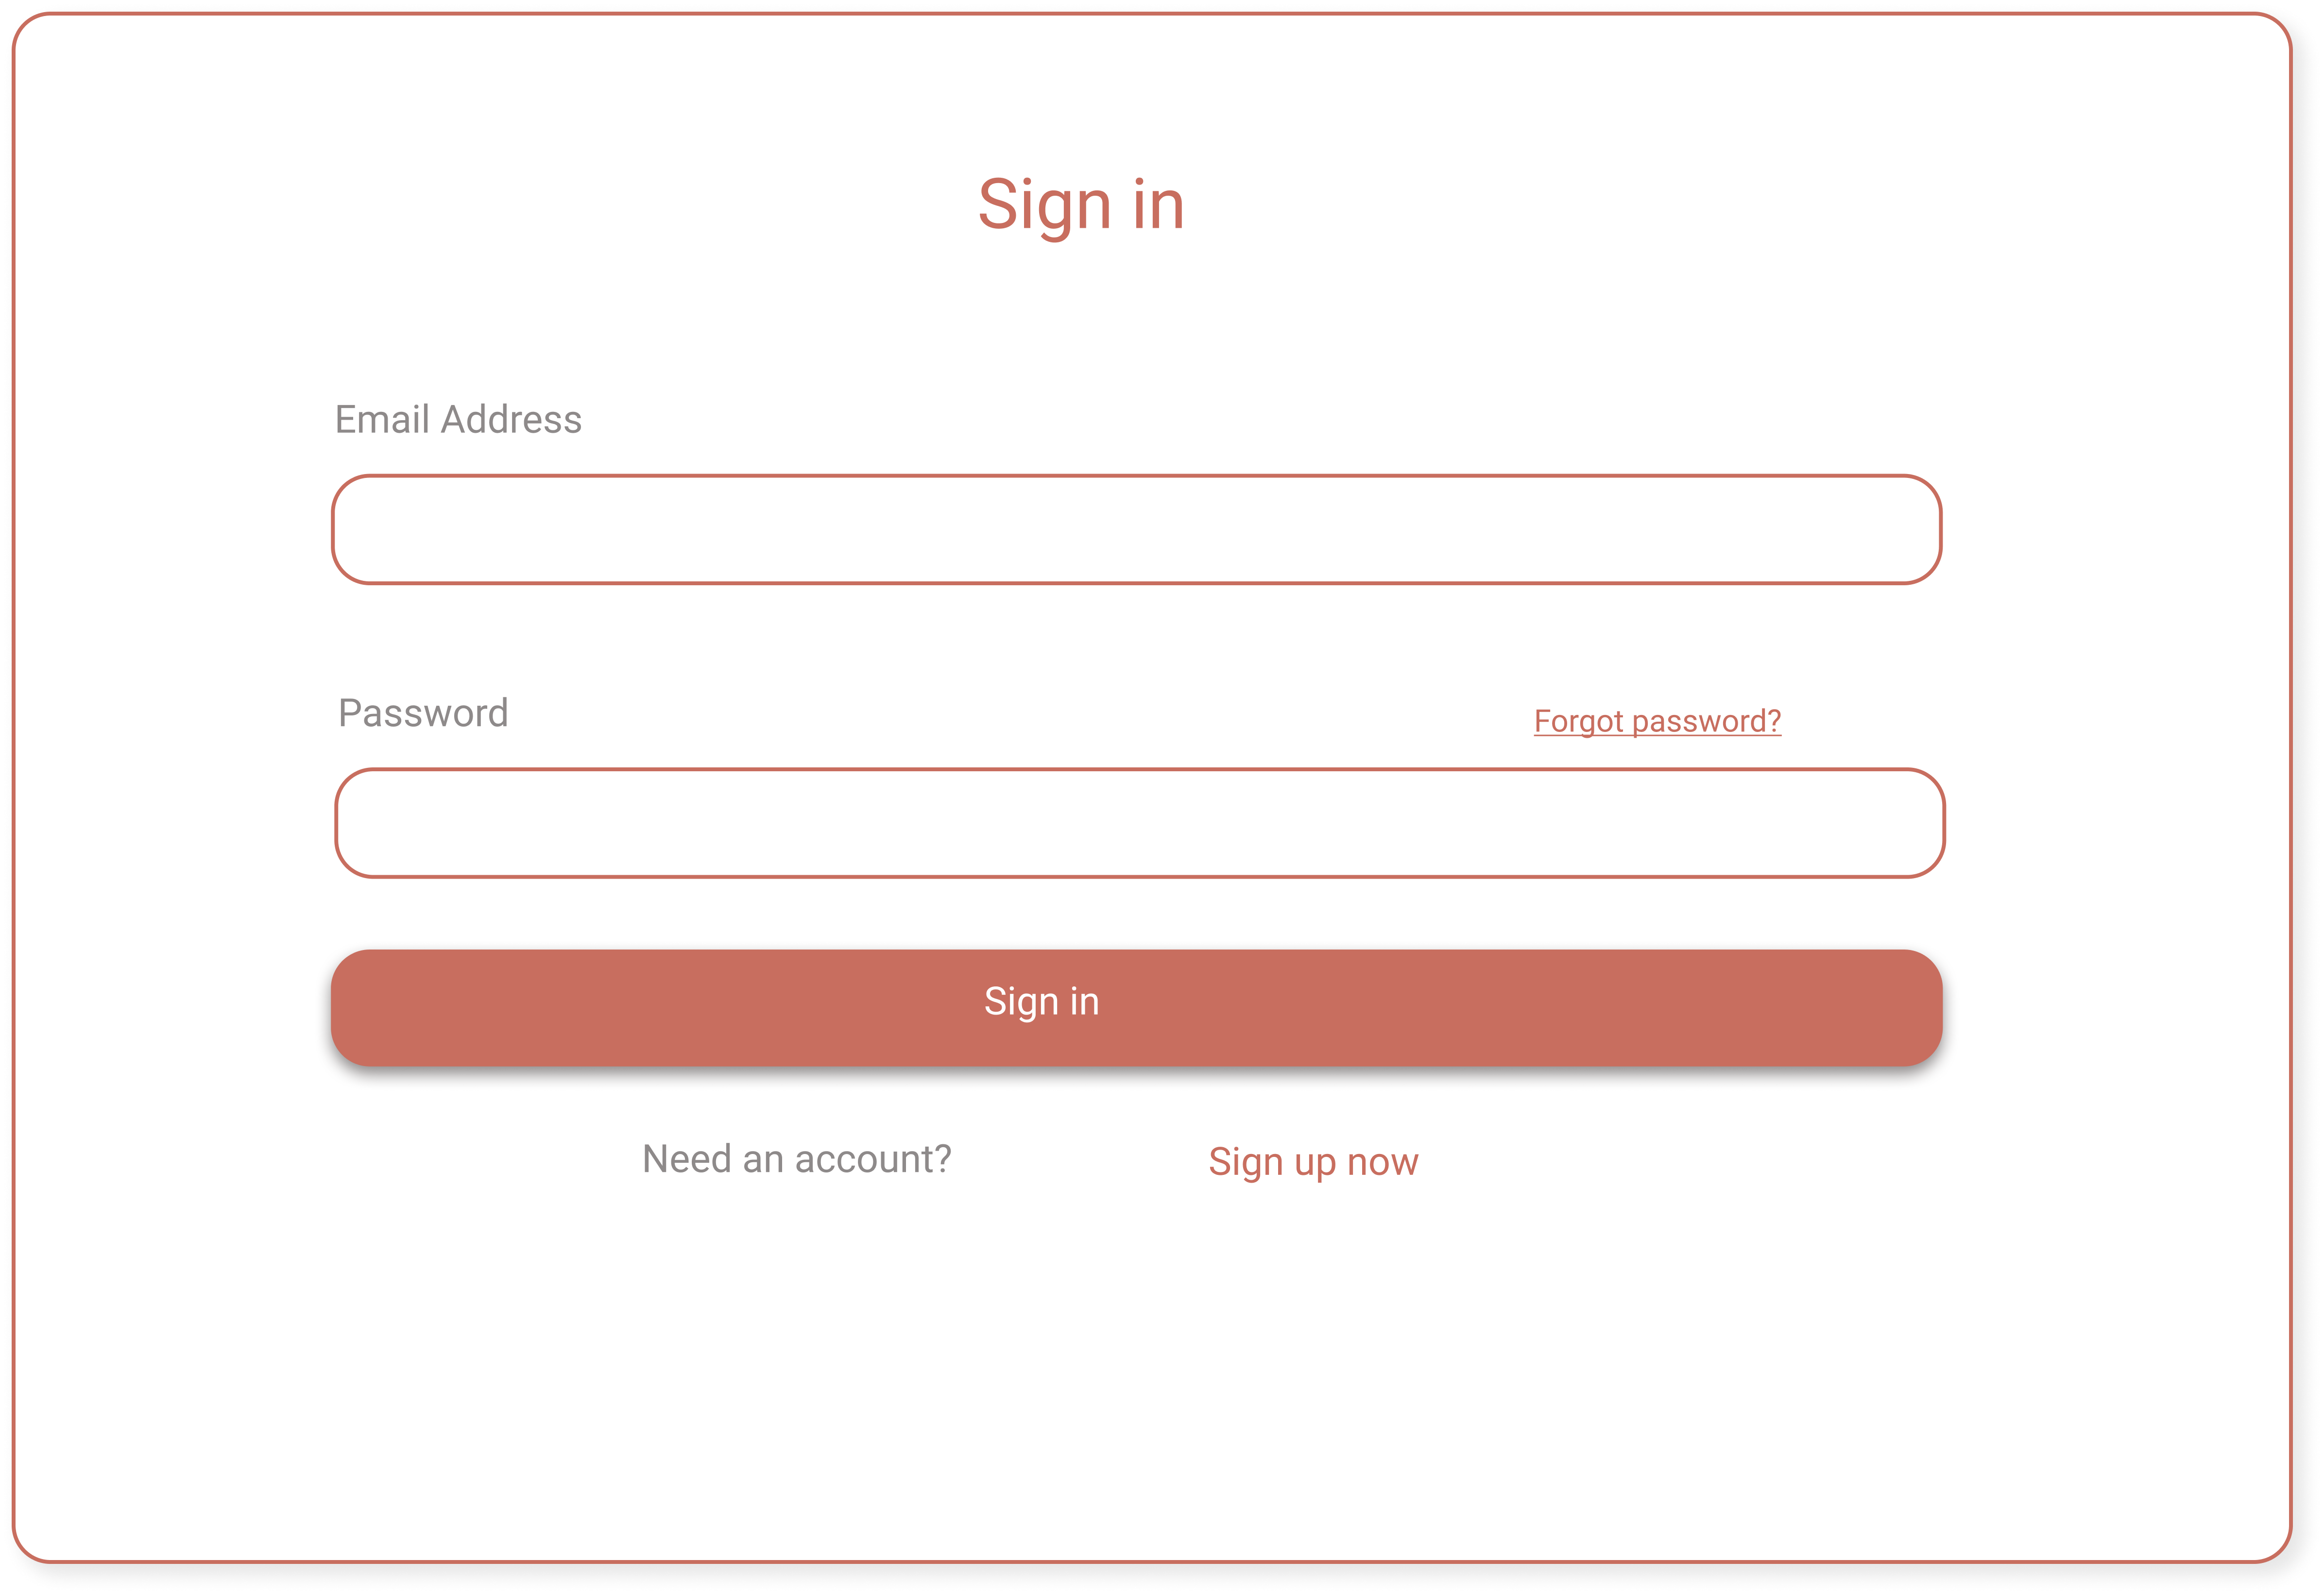 Sign in
Email Address
Password
Forgot password?
Sign in
Need an account?
Sign up now